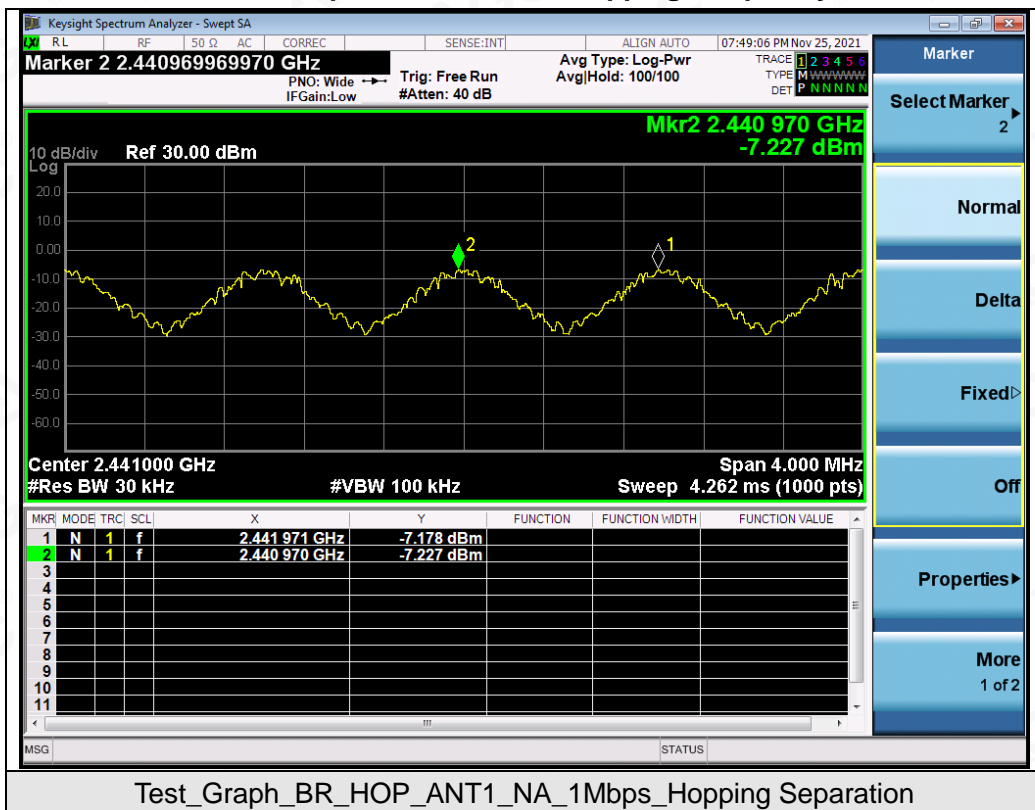 Keysight Spectrum Analyzer - Swept SA
LXI RL RF 50 Ω AC CORREC SENSE:INT ALIGN AUTO 07:49:06 PM Nov 25, 2021
Marker 2 2.440969969970 GHz
PNO: Wide
IFGain:Low
Trig: Free Run
#Atten: 40 dB
Avg Type: Log-Pwr
Avg|Hold: 100/100
TRACE 1 2 3 4 5 6
TYPE M WWWWW
DET P N N N N N
Mkr2 2.440 970 GHz
-7.227 dBm
10 dB/div Ref 30.00 dBm
Log
20.0
10.0
0.00
-10.0
-20.0
-30.0
-40.0
-50.0
-60.0
2
1
Center 2.441000 GHz Span 4.000 MHz
#Res BW 30 kHz #VBW 100 kHz Sweep 4.262 ms (1000 pts)
MKR MODE TRC SCL X Y FUNCTION FUNCTION WIDTH FUNCTION VALUE
1 N 1 f 2.441 971 GHz -7.178 dBm
2 N 1 f 2.440 970 GHz -7.227 dBm
3
4
5
6
7
8
9
10
11
MSG STATUS
Marker
Select Marker
2
Normal
Delta
Fixed
Off
Properties
More
1 of 2
Test_Graph_BR_HOP_ANT1_NA_1Mbps_Hopping Separation